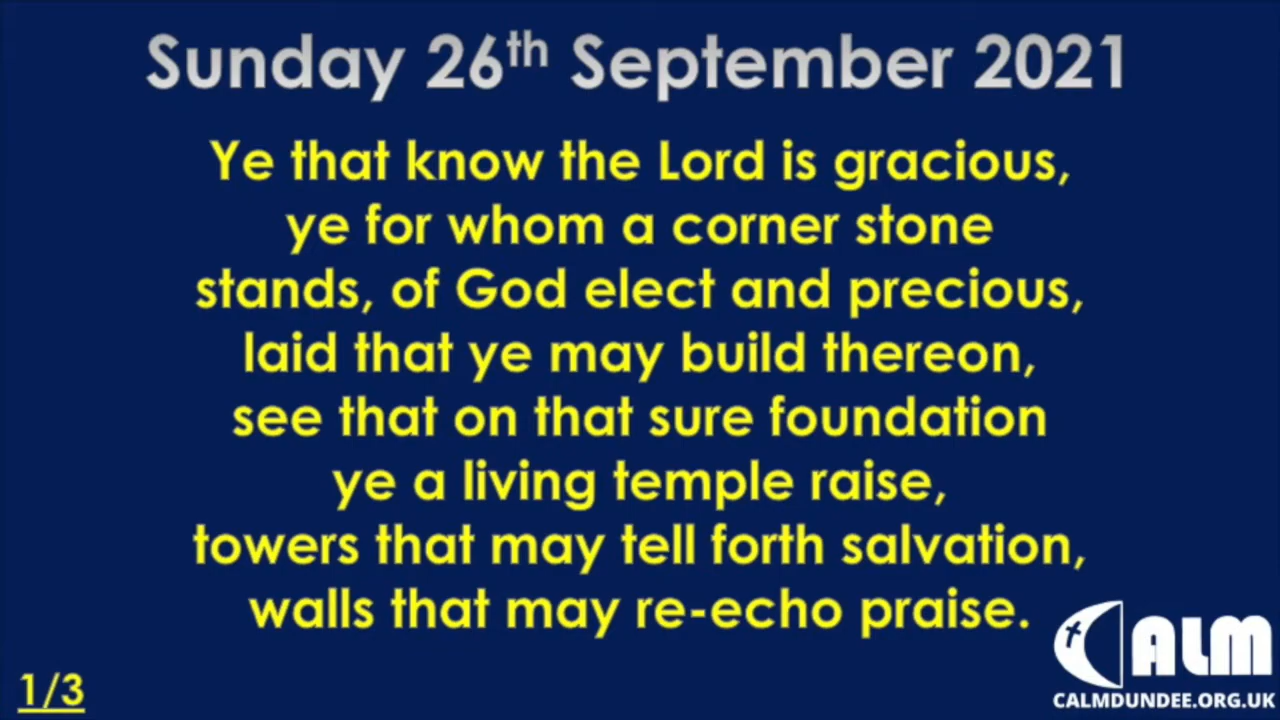 Sunday 26th September 2021
Ye that know the Lord is gracious,
ye for whom a corner stone
stands, of God elect and precious,
laid that ye may build thereon,
see that on that sure foundation
ye a living temple raise,
towers that may tell forth salvation,
walls that may re-echo praise.
1/3
CALM
CALMDUNDEE.ORG.UK